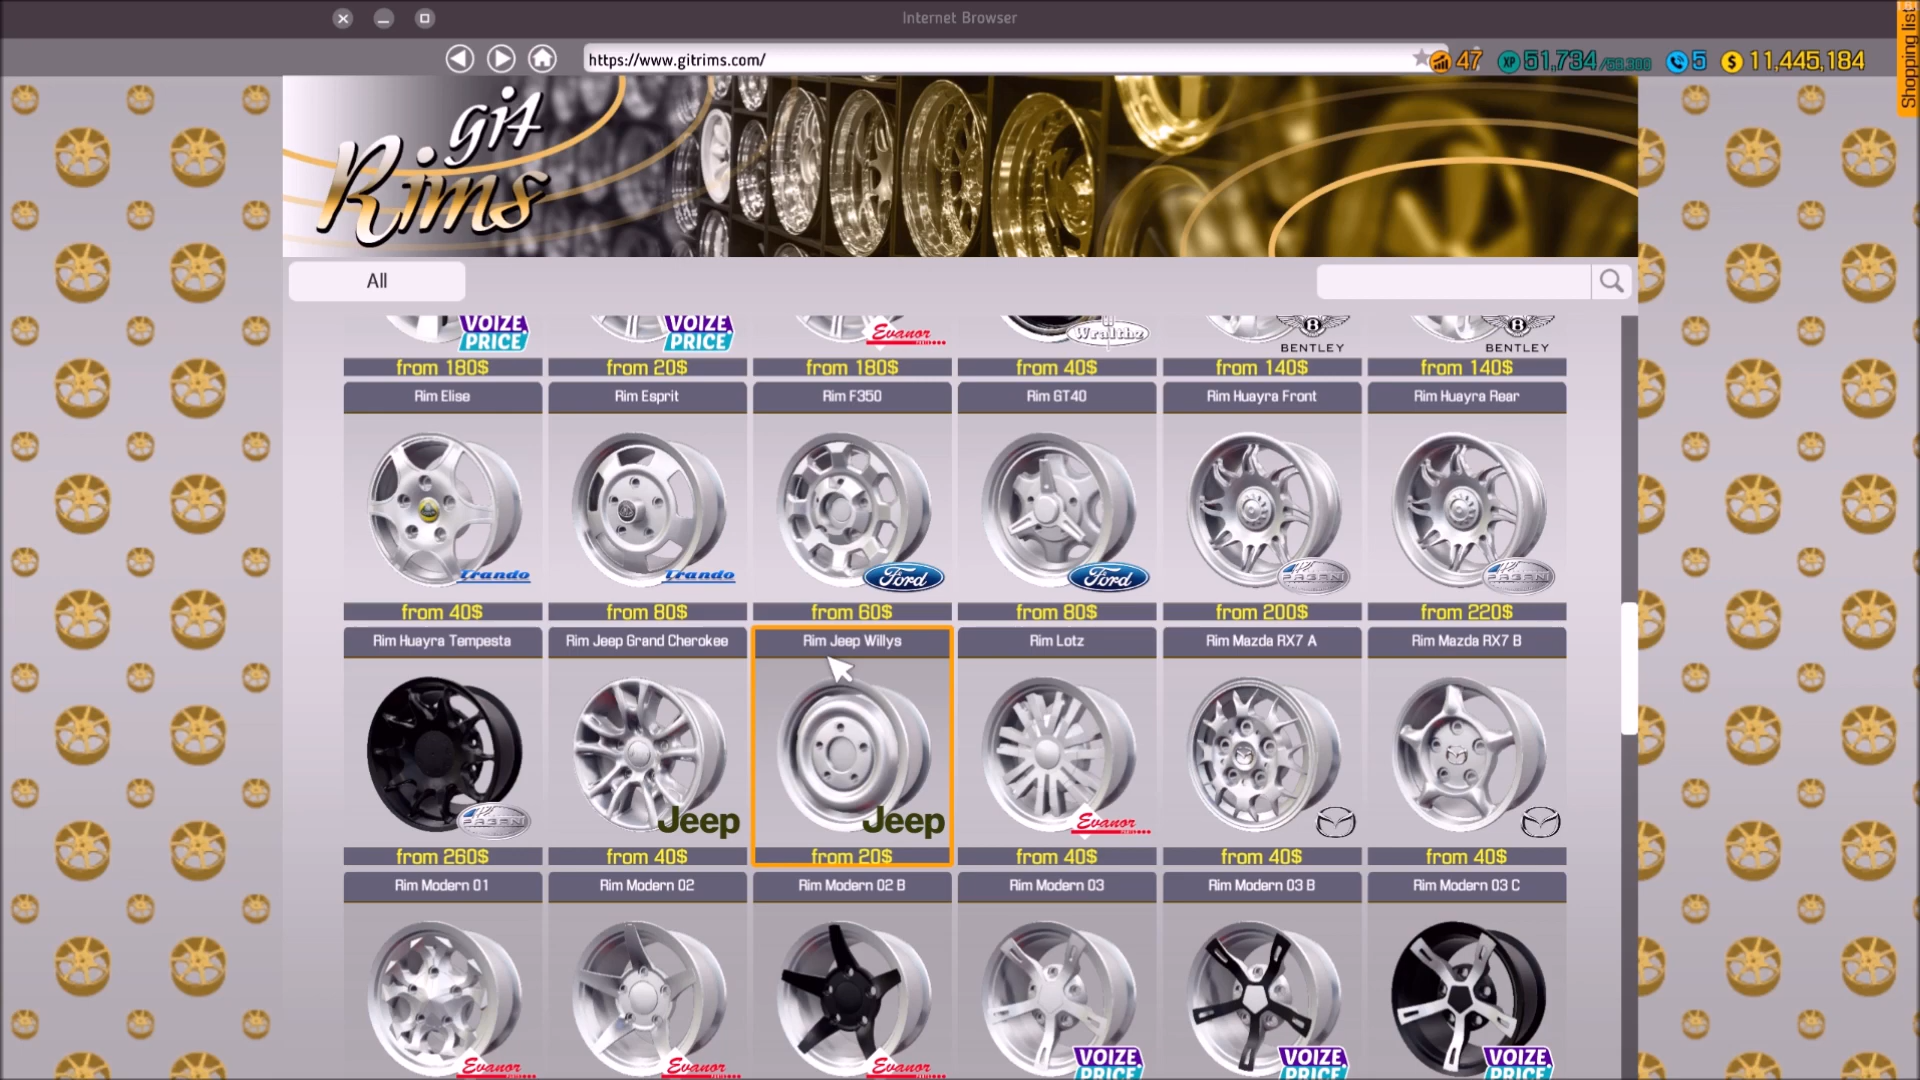 Internet Browser
https://www.gitrims.com/
47 XP 51,734 5 $ 11,445,184
Shopping list
git
Rims
All
VOIZE PRICE VOIZE PRICE Evanor Wralthz B BENTLEY B BENTLEY
from 180$ from 20$ from 180$ from 40$ from 140$ from 140$
Rim Elise Rim Esprit Rim F350 Rim GT40 Rim Huayra Front Rim Huayra Rear
Trando Trando Ford Ford PAGANI PAGANI
from 40$ from 80$ from 60$ from 80$ from 200$ from 220$
Rim Huayra Tempesta Rim Jeep Grand Cherokee Rim Jeep Willys Rim Lotz Rim Mazda RX7 A Rim Mazda RX7 B
PAGANI Jeep Jeep Evanor
from 260$ from 40$ from 20$ from 40$ from 40$ from 40$
Rim Modern 01 Rim Modern 02 Rim Modern 02 B Rim Modern 03 Rim Modern 03 B Rim Modern 03 C
Evanor Evanor Evanor VOIZE PRICE VOIZE PRICE VOIZE PRICE